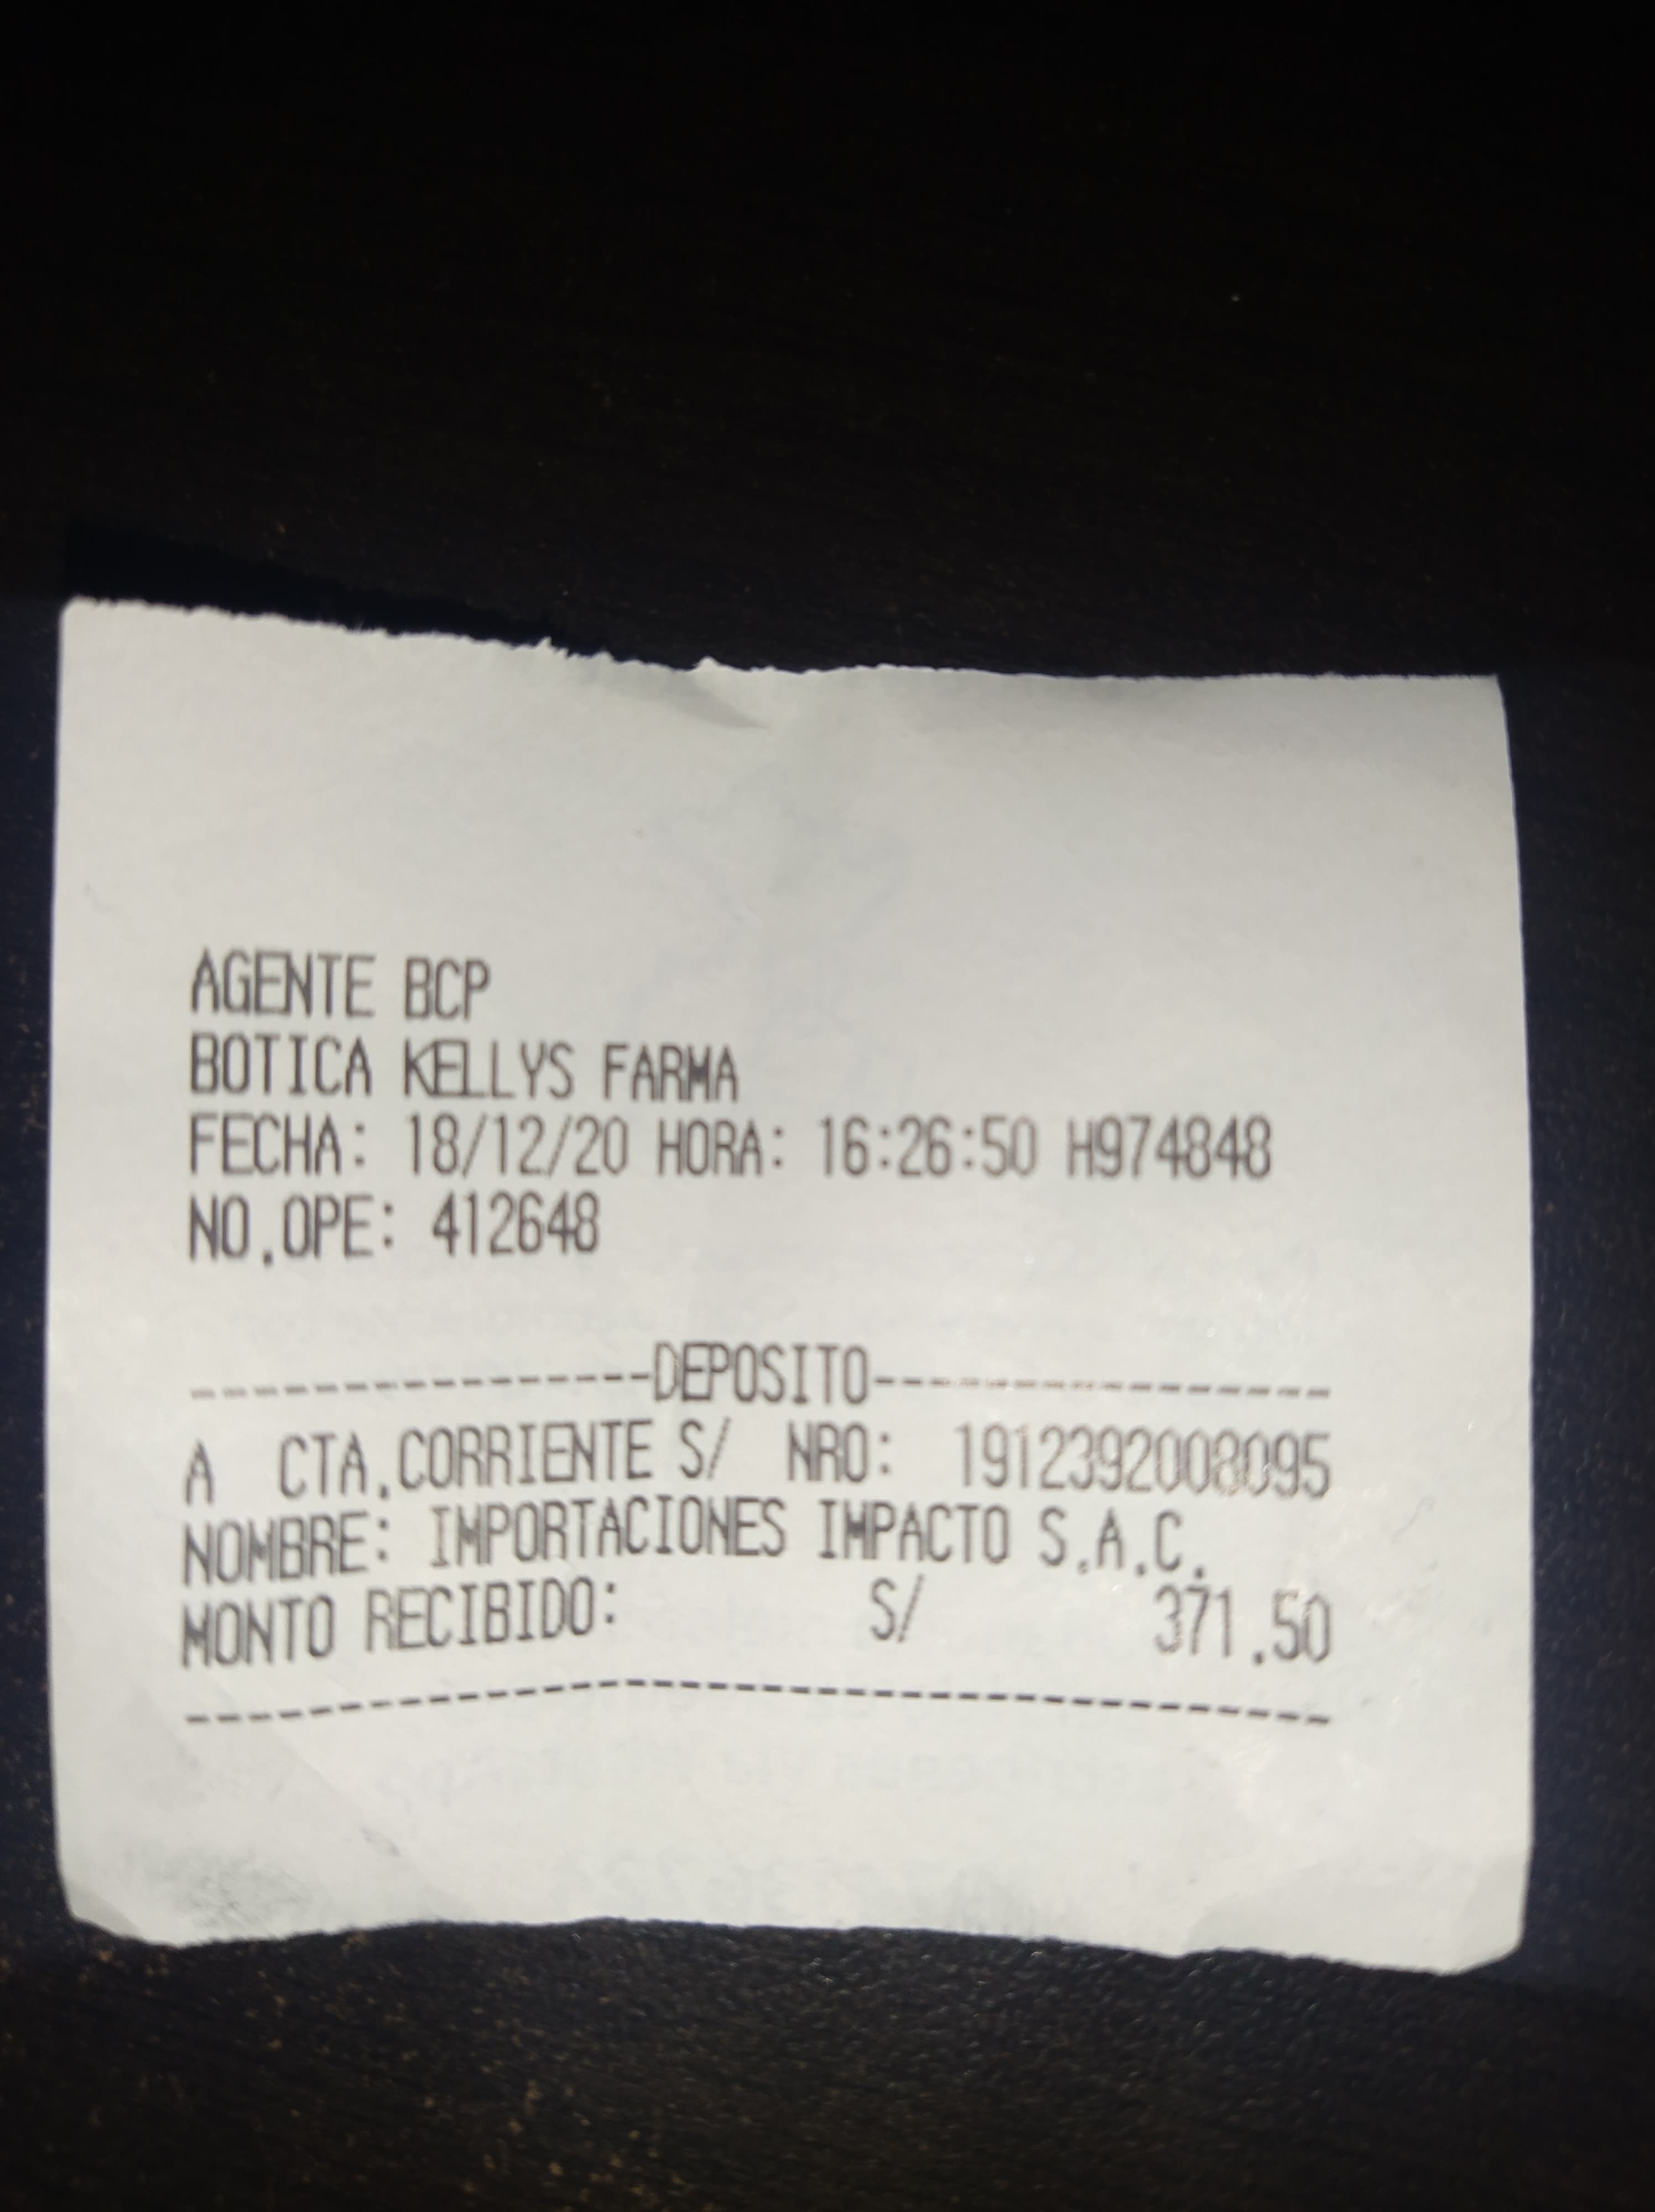 AGENTE BCP
BOTICA KELLYS FARMA
FECHA: 18/12/20 HORA: 16:26:50 H974848
NO.OPE: 412648
----------------DEPOSITO----------------
A CTA.CORRIENTE S/ NRO: 1912392008095
NOMBRE: IMPORTACIONES IMPACTO S.A.C.
MONTO RECIBIDO: S/ 371.50
----------------------------------------